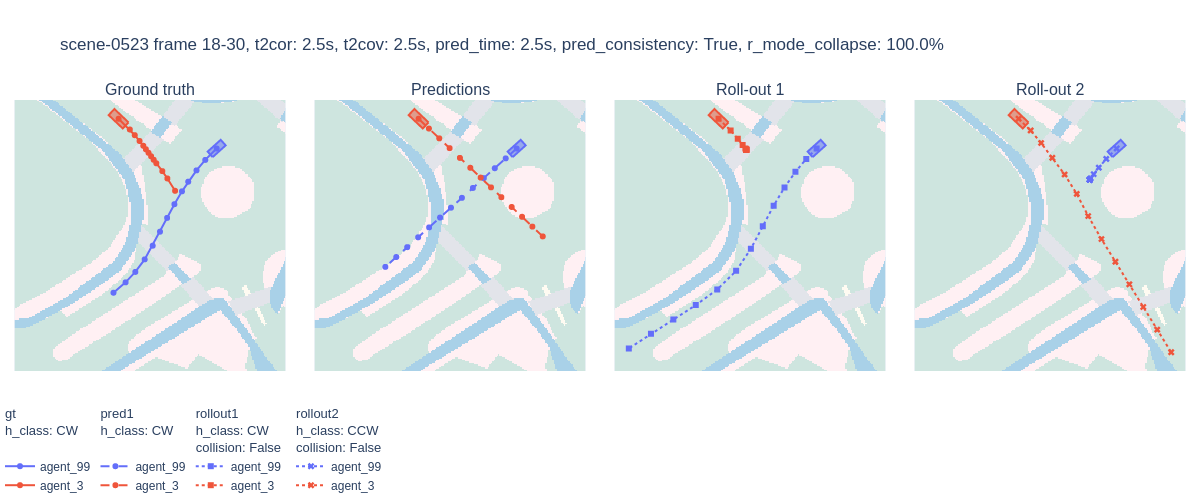 scene-0523 frame 18-30, t2cor: 2.5s, t2cov: 2.5s, pred_time: 2.5s, pred_consistency: True, r_mode_collapse: 100.0%
Ground truth
Predictions
Roll-out 1
Roll-out 2
gt
h_class: CW
agent_99
agent_3
pred1
h_class: CW
agent_99
agent_3
rollout1
h_class: CW
collision: False
agent_99
agent_3
rollout2
h_class: CCW
collision: False
agent_99
agent_3